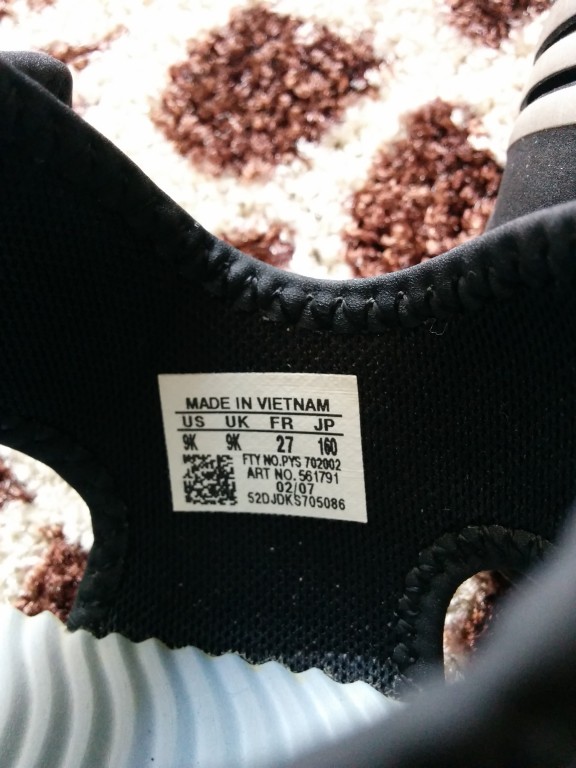 MADE IN VIETNAM
US UK FR JP
9K 9K 27 160
FTY NO.PYS 702002
ART NO. 561791
02/07
52DJDKS705086